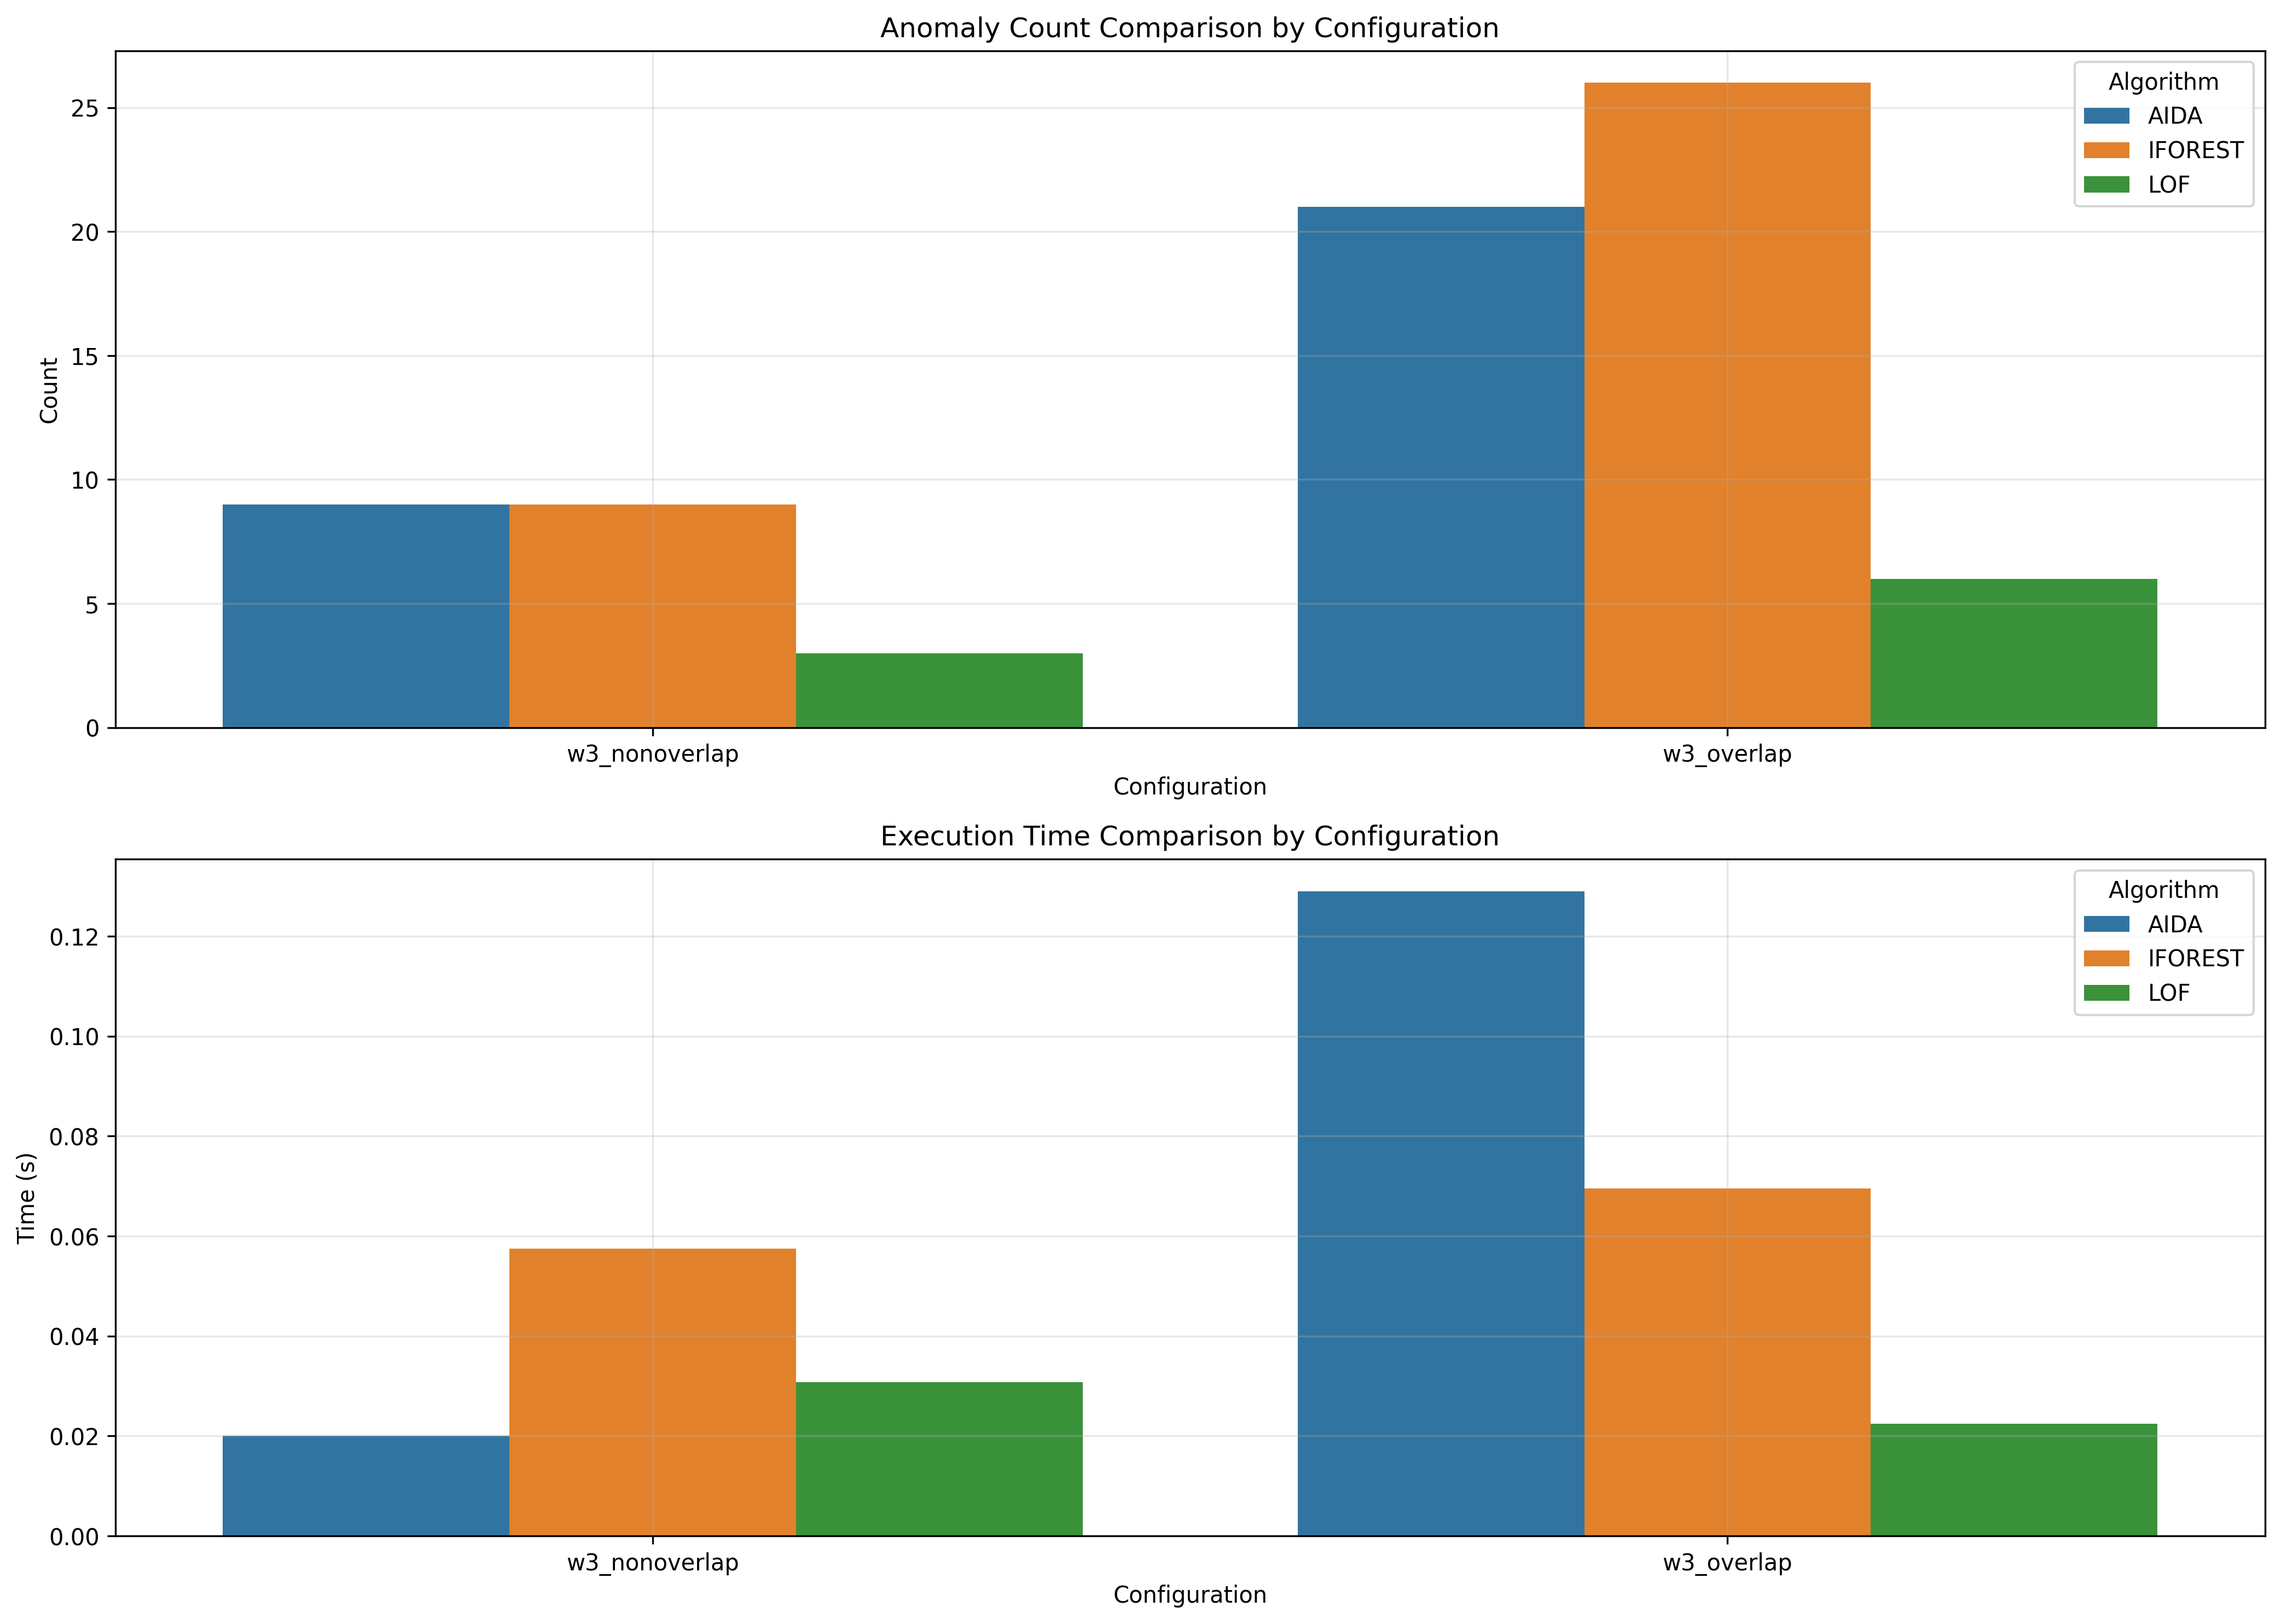 Anomaly Count Comparison by Configuration
Algorithm
AIDA
IFOREST
LOF
Count
25
20
15
10
5
0
w3_nonoverlap
w3_overlap
Configuration
Execution Time Comparison by Configuration
Algorithm
AIDA
IFOREST
LOF
Time (s)
0.12
0.10
0.08
0.06
0.04
0.02
0.00
w3_nonoverlap
w3_overlap
Configuration